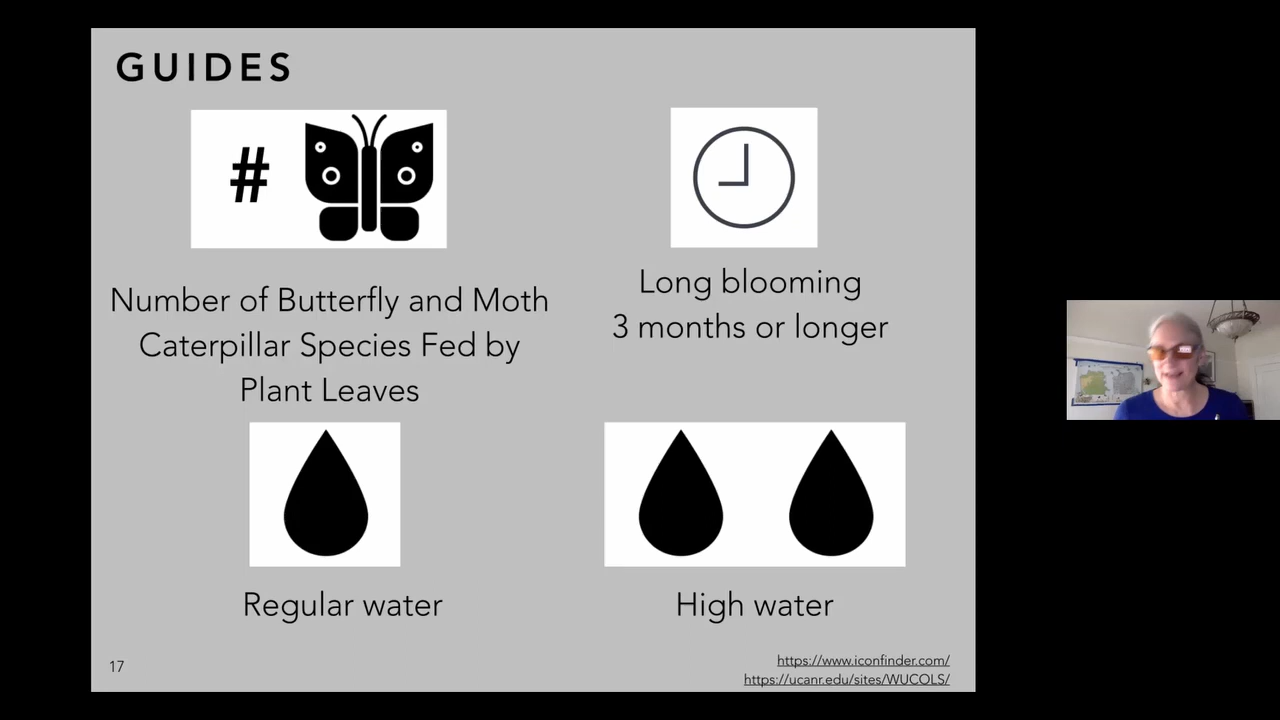 GUIDES
#
Number of Butterfly and Moth
Caterpillar Species Fed by
Plant Leaves
Long blooming
3 months or longer
Regular water
High water
17
https://www.iconfinder.com/
https://ucanr.edu/sites/WUCOLS/